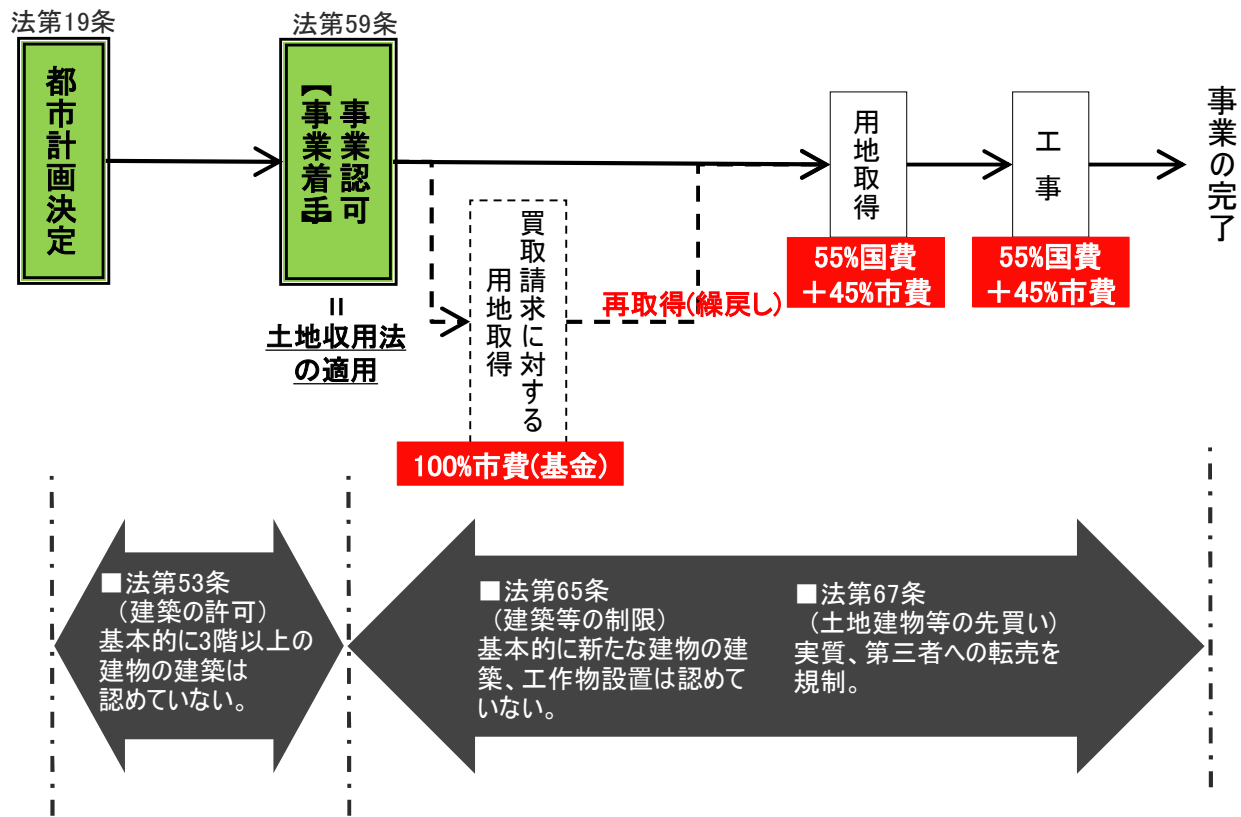 法第19条
都市計画決定
法第59条
事業認可
【事業着手】
＝
土地収用法
の適用
買取請求に対する
用地取得
100%市費(基金)
再取得(繰戻し)
用地取得
55%国費
＋45%市費
工事
55%国費
＋45%市費
事業の完了
■法第53条
（建築の許可）
基本的に3階以上の
建物の建築は
認めていない。
■法第65条
（建築等の制限）
基本的に新たな建物の建
築、工作物設置は認めて
いない。
■法第67条
（土地建物等の先買い）
実質、第三者への転売を
規制。